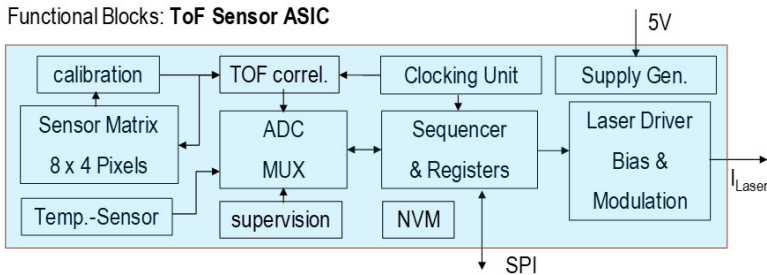 Functional Blocks: ToF Sensor ASIC
5V
calibration
TOF correl.
Clocking Unit
Supply Gen.
Sensor Matrix
8 x 4 Pixels
ADC
MUX
Sequencer
& Registers
Laser Driver
Bias &
Modulation
I Laser
Temp.-Sensor
supervision
NVM
SPI